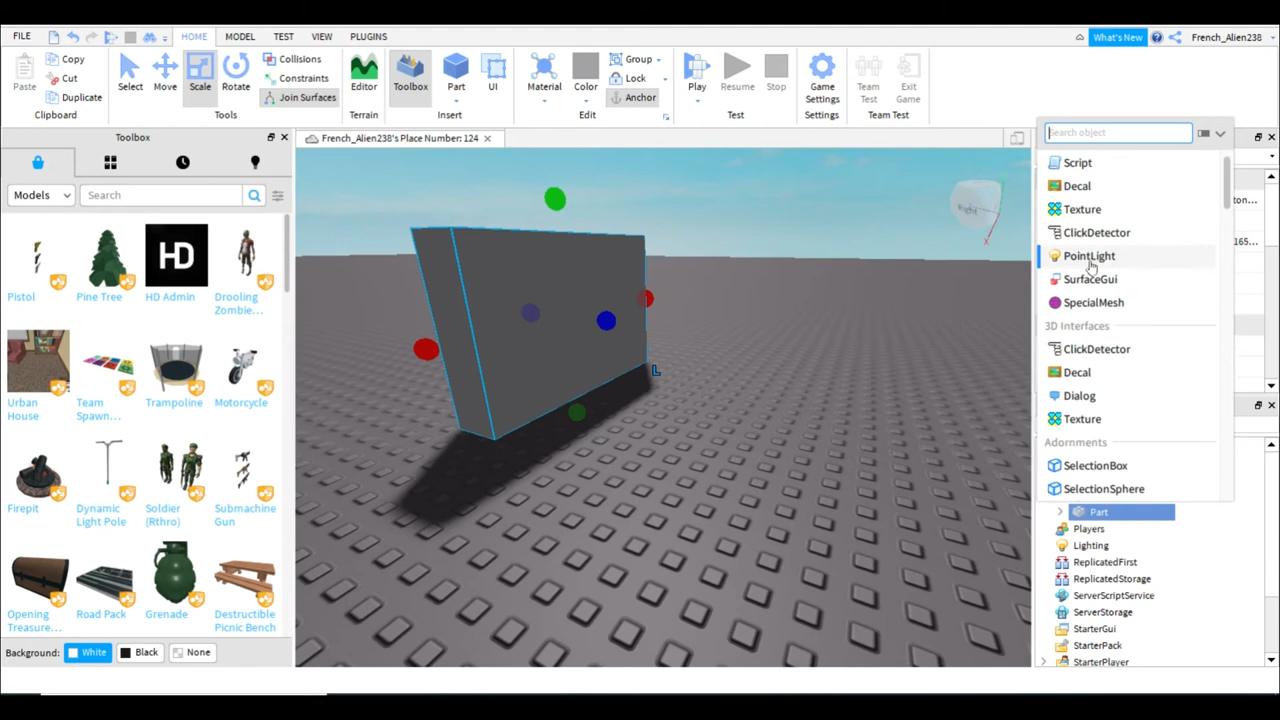 FILE HOME MODEL TEST VIEW PLUGINS What's New French_Alien238
Paste Copy Cut Duplicate Select Move Scale Rotate Collisions Constraints Join Surfaces Editor Toolbox Part UI Material Color Group Lock Anchor Play Resume Stop Game Settings Team Test Exit Game
Clipboard Tools Terrain Insert Edit Test Settings Team Test
Toolbox
French_Alien238's Place Number: 124
Models Search
HD
Pistol Pine Tree HD Admin Drooling Zombie...
Urban House Team Spawn... Trampoline Motorcycle
Firepit Dynamic Light Pole Soldier (Rthro) Submachine Gun
Opening Treasure... Road Pack Grenade Destructible Picnic Bench
Background: White Black None
Right
X
L
Search object
Script
Decal
Texture
ClickDetector
PointLight
SurfaceGui
SpecialMesh
3D Interfaces
ClickDetector
Decal
Dialog
Texture
Adornments
SelectionBox
SelectionSphere
ton...
165...
Part
Players
Lighting
ReplicatedFirst
ReplicatedStorage
ServerScriptService
ServerStorage
StarterGui
StarterPack
StarterPlayer